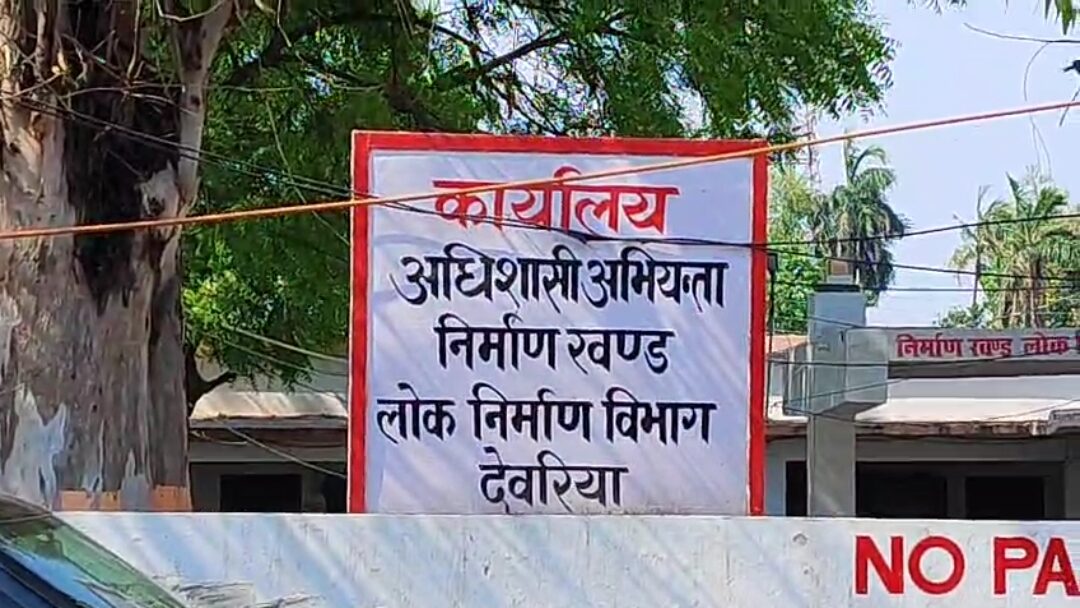 कार्यालय
अधिशासी अभियन्ता
निर्माण खण्ड
लोक निर्माण विभाग
देवरिया
निर्माण खण्ड लोक
NO PA